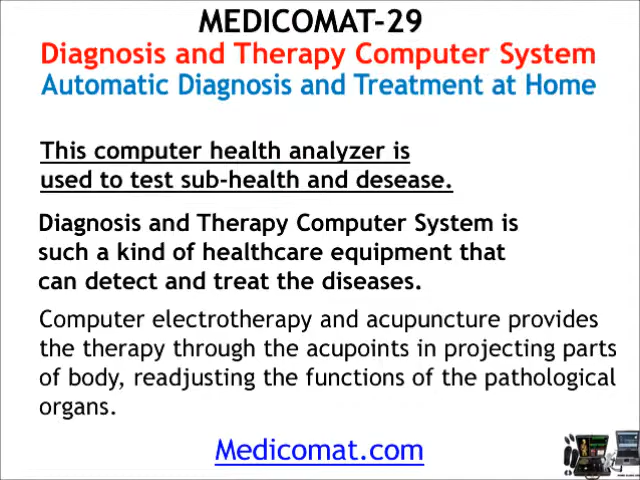 MEDICOMAT-29
Diagnosis and Therapy Computer System
Automatic Diagnosis and Treatment at Home
This computer health analyzer is
used to test sub-health and desease.
Diagnosis and Therapy Computer System is
such a kind of healthcare equipment that
can detect and treat the diseases.
Computer electrotherapy and acupuncture provides
the therapy through the acupoints in projecting parts
of body, readjusting the functions of the pathological
organs.
Medicomat.com